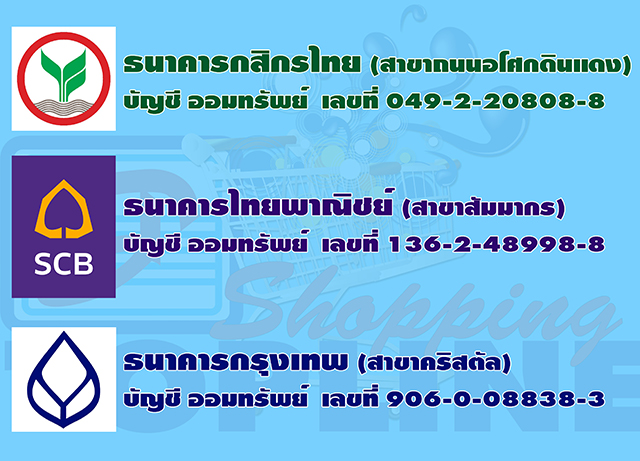 ธนาคารกสิกรไทย (สาขาถนนอโศกดินแดง)
บัญชี ออมทรัพย์ เลขที่ 049-2-20808-8
ธนาคารไทยพาณิชย์ (สาขาสัมมากร)
บัญชี ออมทรัพย์ เลขที่ 136-2-48998-8
SCB
Shopping
TOPLINE
ธนาคารกรุงเทพ (สาขาคริสตัล)
บัญชี ออมทรัพย์ เลขที่ 906-0-08838-3